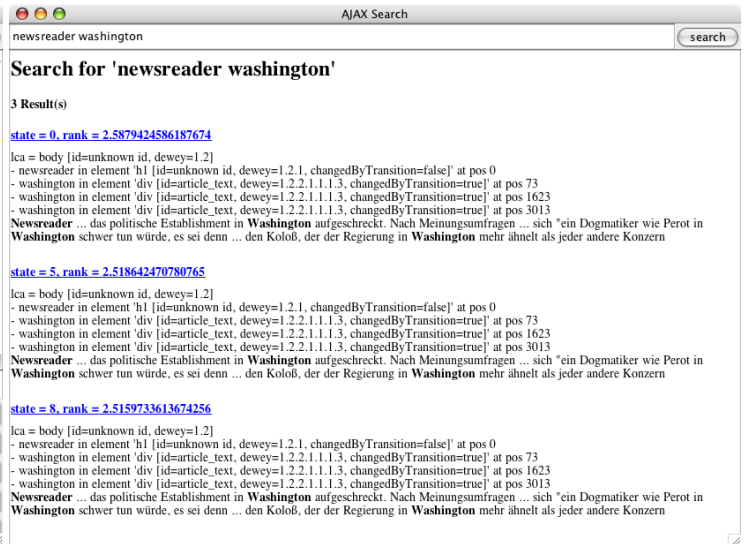 AJAX Search
newsreader washington
search
Search for 'newsreader washington'
3 Result(s)
state = 0, rank = 2.5879424586187674
lca = body [id=unknown id, dewey=1.2]
- newsreader in element 'h1 [id=unknown id, dewey=1.2.1, changedByTransition=false]' at pos 0
- washington in element 'div [id=article_text, dewey=1.2.2.1.1.1.3, changedByTransition=true]' at pos 73
- washington in element 'div [id=article_text, dewey=1.2.2.1.1.1.3, changedByTransition=true]' at pos 1623
- washington in element 'div [id=article_text, dewey=1.2.2.1.1.1.3, changedByTransition=true]' at pos 3013
Newsreader ... das politische Establishment in Washington aufgeschreckt. Nach Meinungsumfragen ... sich "ein Dogmatiker wie Perot in
Washington schwer tun würde, es sei denn ... den Koloß, der der Regierung in Washington mehr ähnelt als jeder andere Konzern
state = 5, rank = 2.518642470780765
lca = body [id=unknown id, dewey=1.2]
- newsreader in element 'h1 [id=unknown id, dewey=1.2.1, changedByTransition=false]' at pos 0
- washington in element 'div [id=article_text, dewey=1.2.2.1.1.1.3, changedByTransition=true]' at pos 73
- washington in element 'div [id=article_text, dewey=1.2.2.1.1.1.3, changedByTransition=true]' at pos 1623
- washington in element 'div [id=article_text, dewey=1.2.2.1.1.1.3, changedByTransition=true]' at pos 3013
Newsreader ... das politische Establishment in Washington aufgeschreckt. Nach Meinungsumfragen ... sich "ein Dogmatiker wie Perot in
Washington schwer tun würde, es sei denn ... den Koloß, der der Regierung in Washington mehr ähnelt als jeder andere Konzern
state = 8, rank = 2.5159733613674256
lca = body [id=unknown id, dewey=1.2]
- newsreader in element 'h1 [id=unknown id, dewey=1.2.1, changedByTransition=false]' at pos 0
- washington in element 'div [id=article_text, dewey=1.2.2.1.1.1.3, changedByTransition=true]' at pos 73
- washington in element 'div [id=article_text, dewey=1.2.2.1.1.1.3, changedByTransition=true]' at pos 1623
- washington in element 'div [id=article_text, dewey=1.2.2.1.1.1.3, changedByTransition=true]' at pos 3013
Newsreader ... das politische Establishment in Washington aufgeschreckt. Nach Meinungsumfragen ... sich "ein Dogmatiker wie Perot in
Washington schwer tun würde, es sei denn ... den Koloß, der der Regierung in Washington mehr ähnelt als jeder andere Konzern